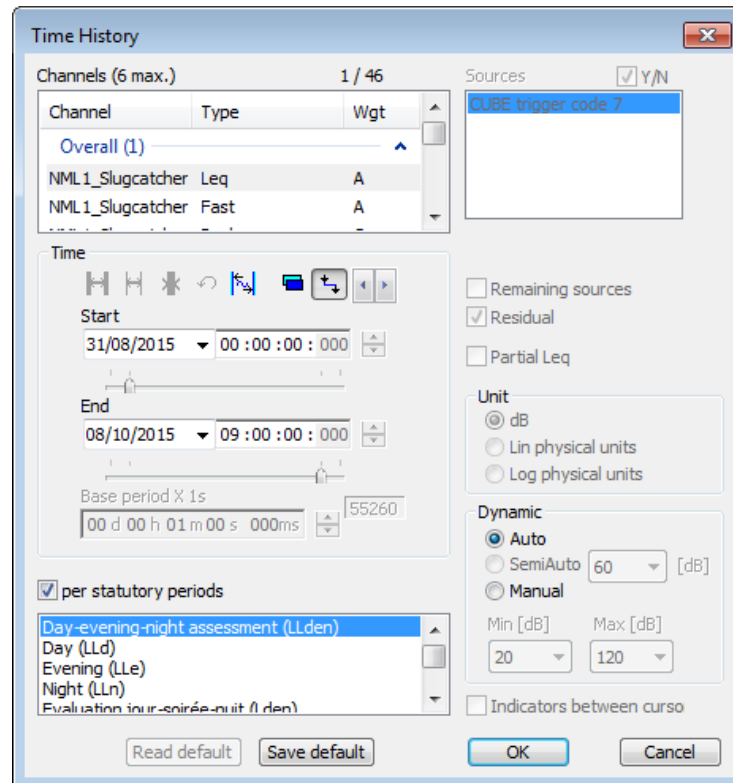 Time History
Channels (6 max.) 1 / 46
Channel Type Wgt
Overall (1)
NML1_Slugcatcher Leq A
NML1_Slugcatcher Fast A
Time
Start
31/08/2015 00 :00 :00 : 000
End
08/10/2015 09 :00 :00 : 000
Base period X 1s
00 d 00 h 01 m 00 s 000ms
55260
per statutory periods
Day-evening-night assessment (LLden)
Day (LLd)
Evening (LLe)
Night (LLn)
Evaluation jour-soirée-nuit (Lden)
Read default
Save default
Sources Y/N
CUBE trigger code 7
Remaining sources
Residual
Partial Leq
Unit
dB
Lin physical units
Log physical units
Dynamic
Auto
SemiAuto 60 [dB]
Manual
Min [dB] Max [dB]
20 120
Indicators between curso
OK
Cancel